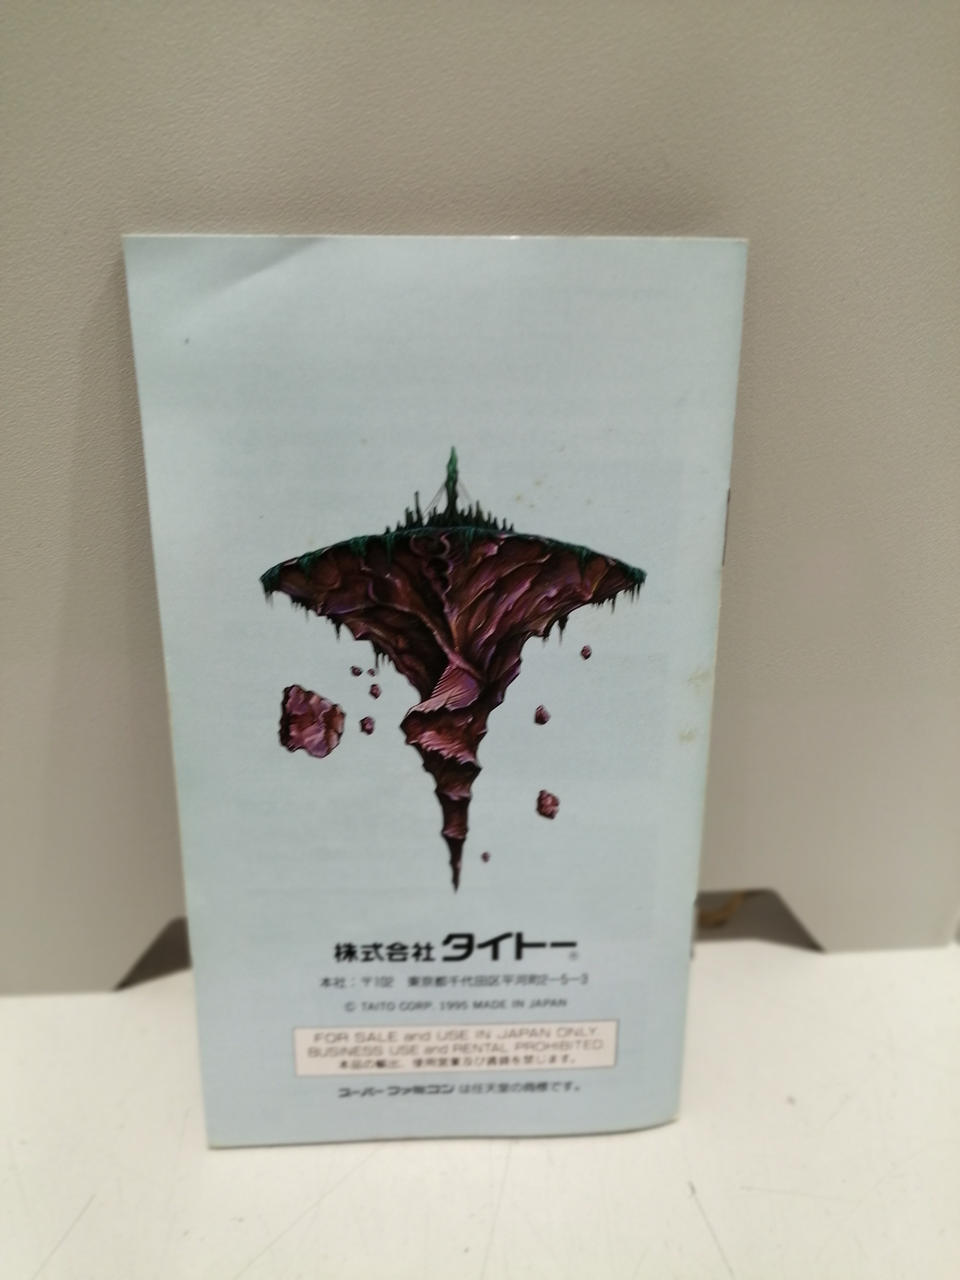 株式会社 タイトー®
本社：〒102 東京都千代田区平河町2-5-3
© TAITO CORP. 1995 MADE IN JAPAN
FOR SALE and USE IN JAPAN ONLY.
BUSINESS USE and RENTAL PROHIBITED.
本品の輸出、使用営業及び賃貸を禁じます。
スーパーファミコン は任天堂の商標です。